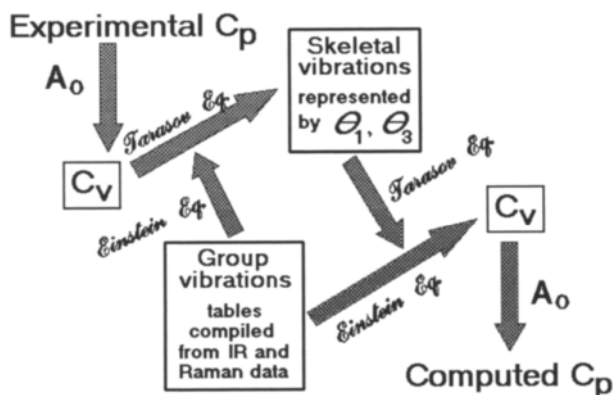 Experimental Cp
A₀
Tarasov Eq
Cv
Einstein Eq
Skeletal
vibrations
represented
by Θ₁, Θ₃
Tarasov Eq
Group
vibrations
tables
compiled
from IR and
Raman data
Einstein Eq
Cv
A₀
Computed Cp